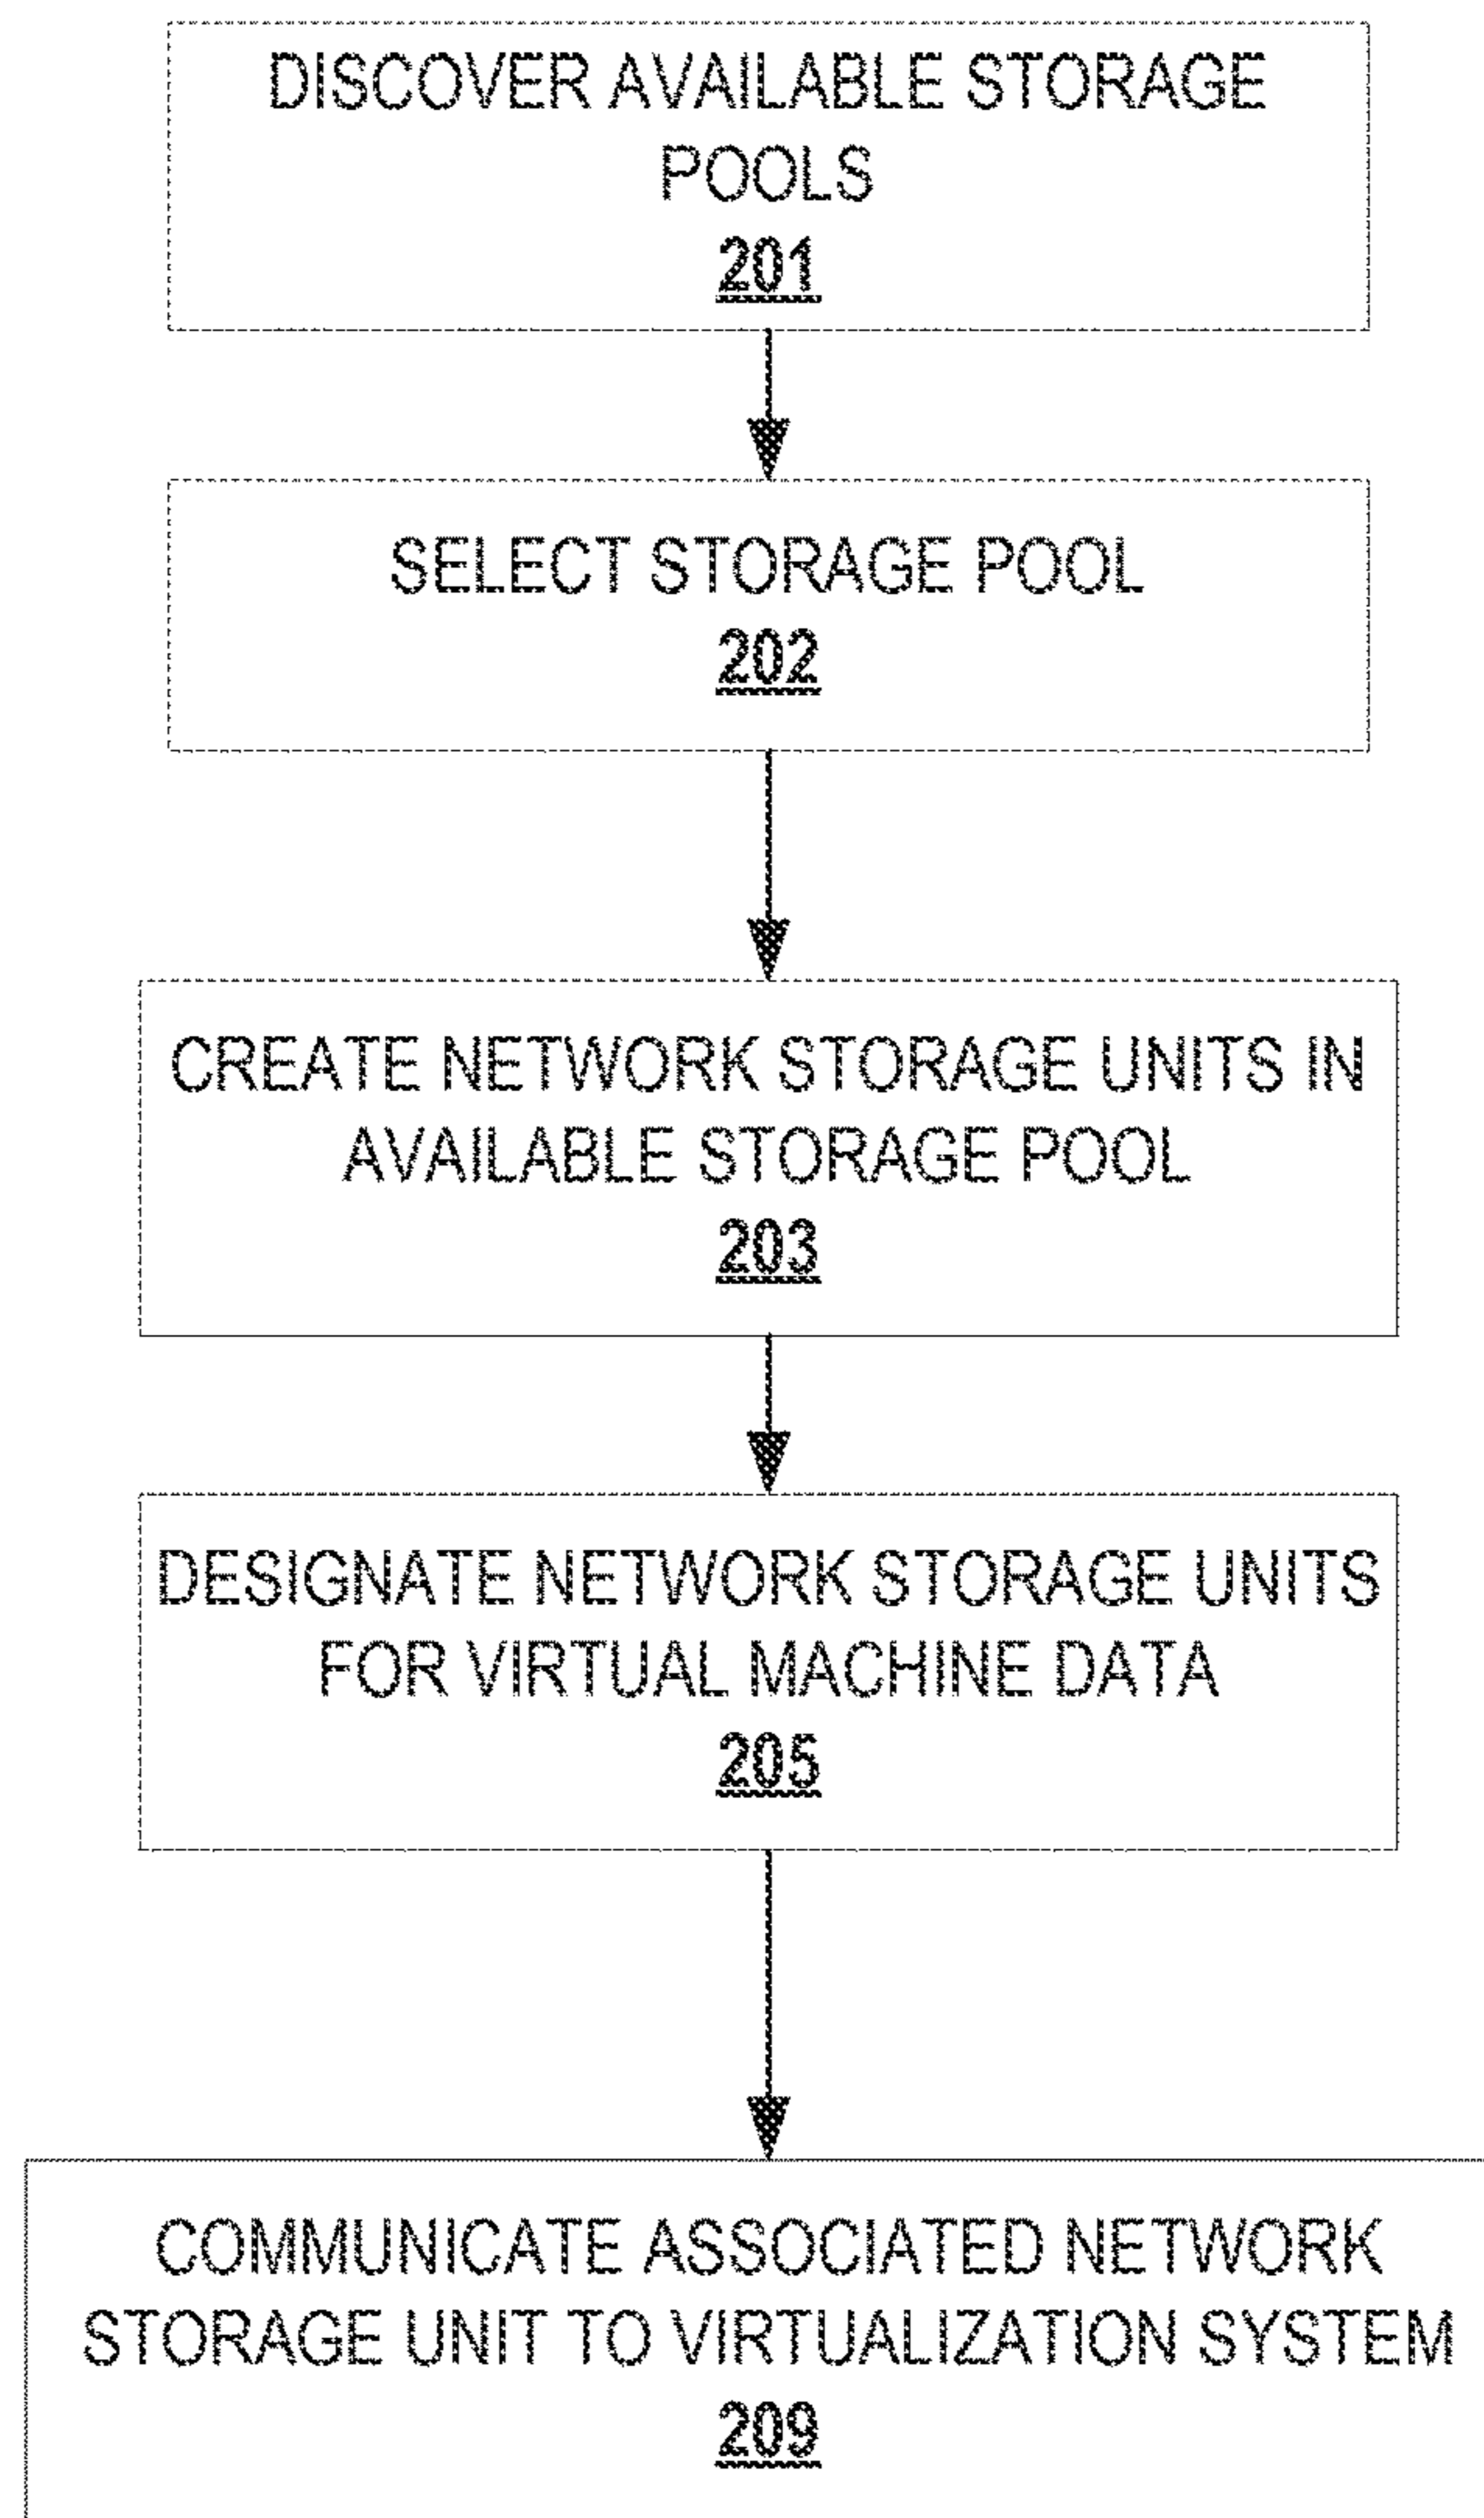 DISCOVER AVAILABLE STORAGE
POOLS
201
SELECT STORAGE POOL
202
CREATE NETWORK STORAGE UNITS IN
AVAILABLE STORAGE POOL
203
DESIGNATE NETWORK STORAGE UNITS
FOR VIRTUAL MACHINE DATA
205
COMMUNICATE ASSOCIATED NETWORK
STORAGE UNIT TO VIRTUALIZATION SYSTEM
209